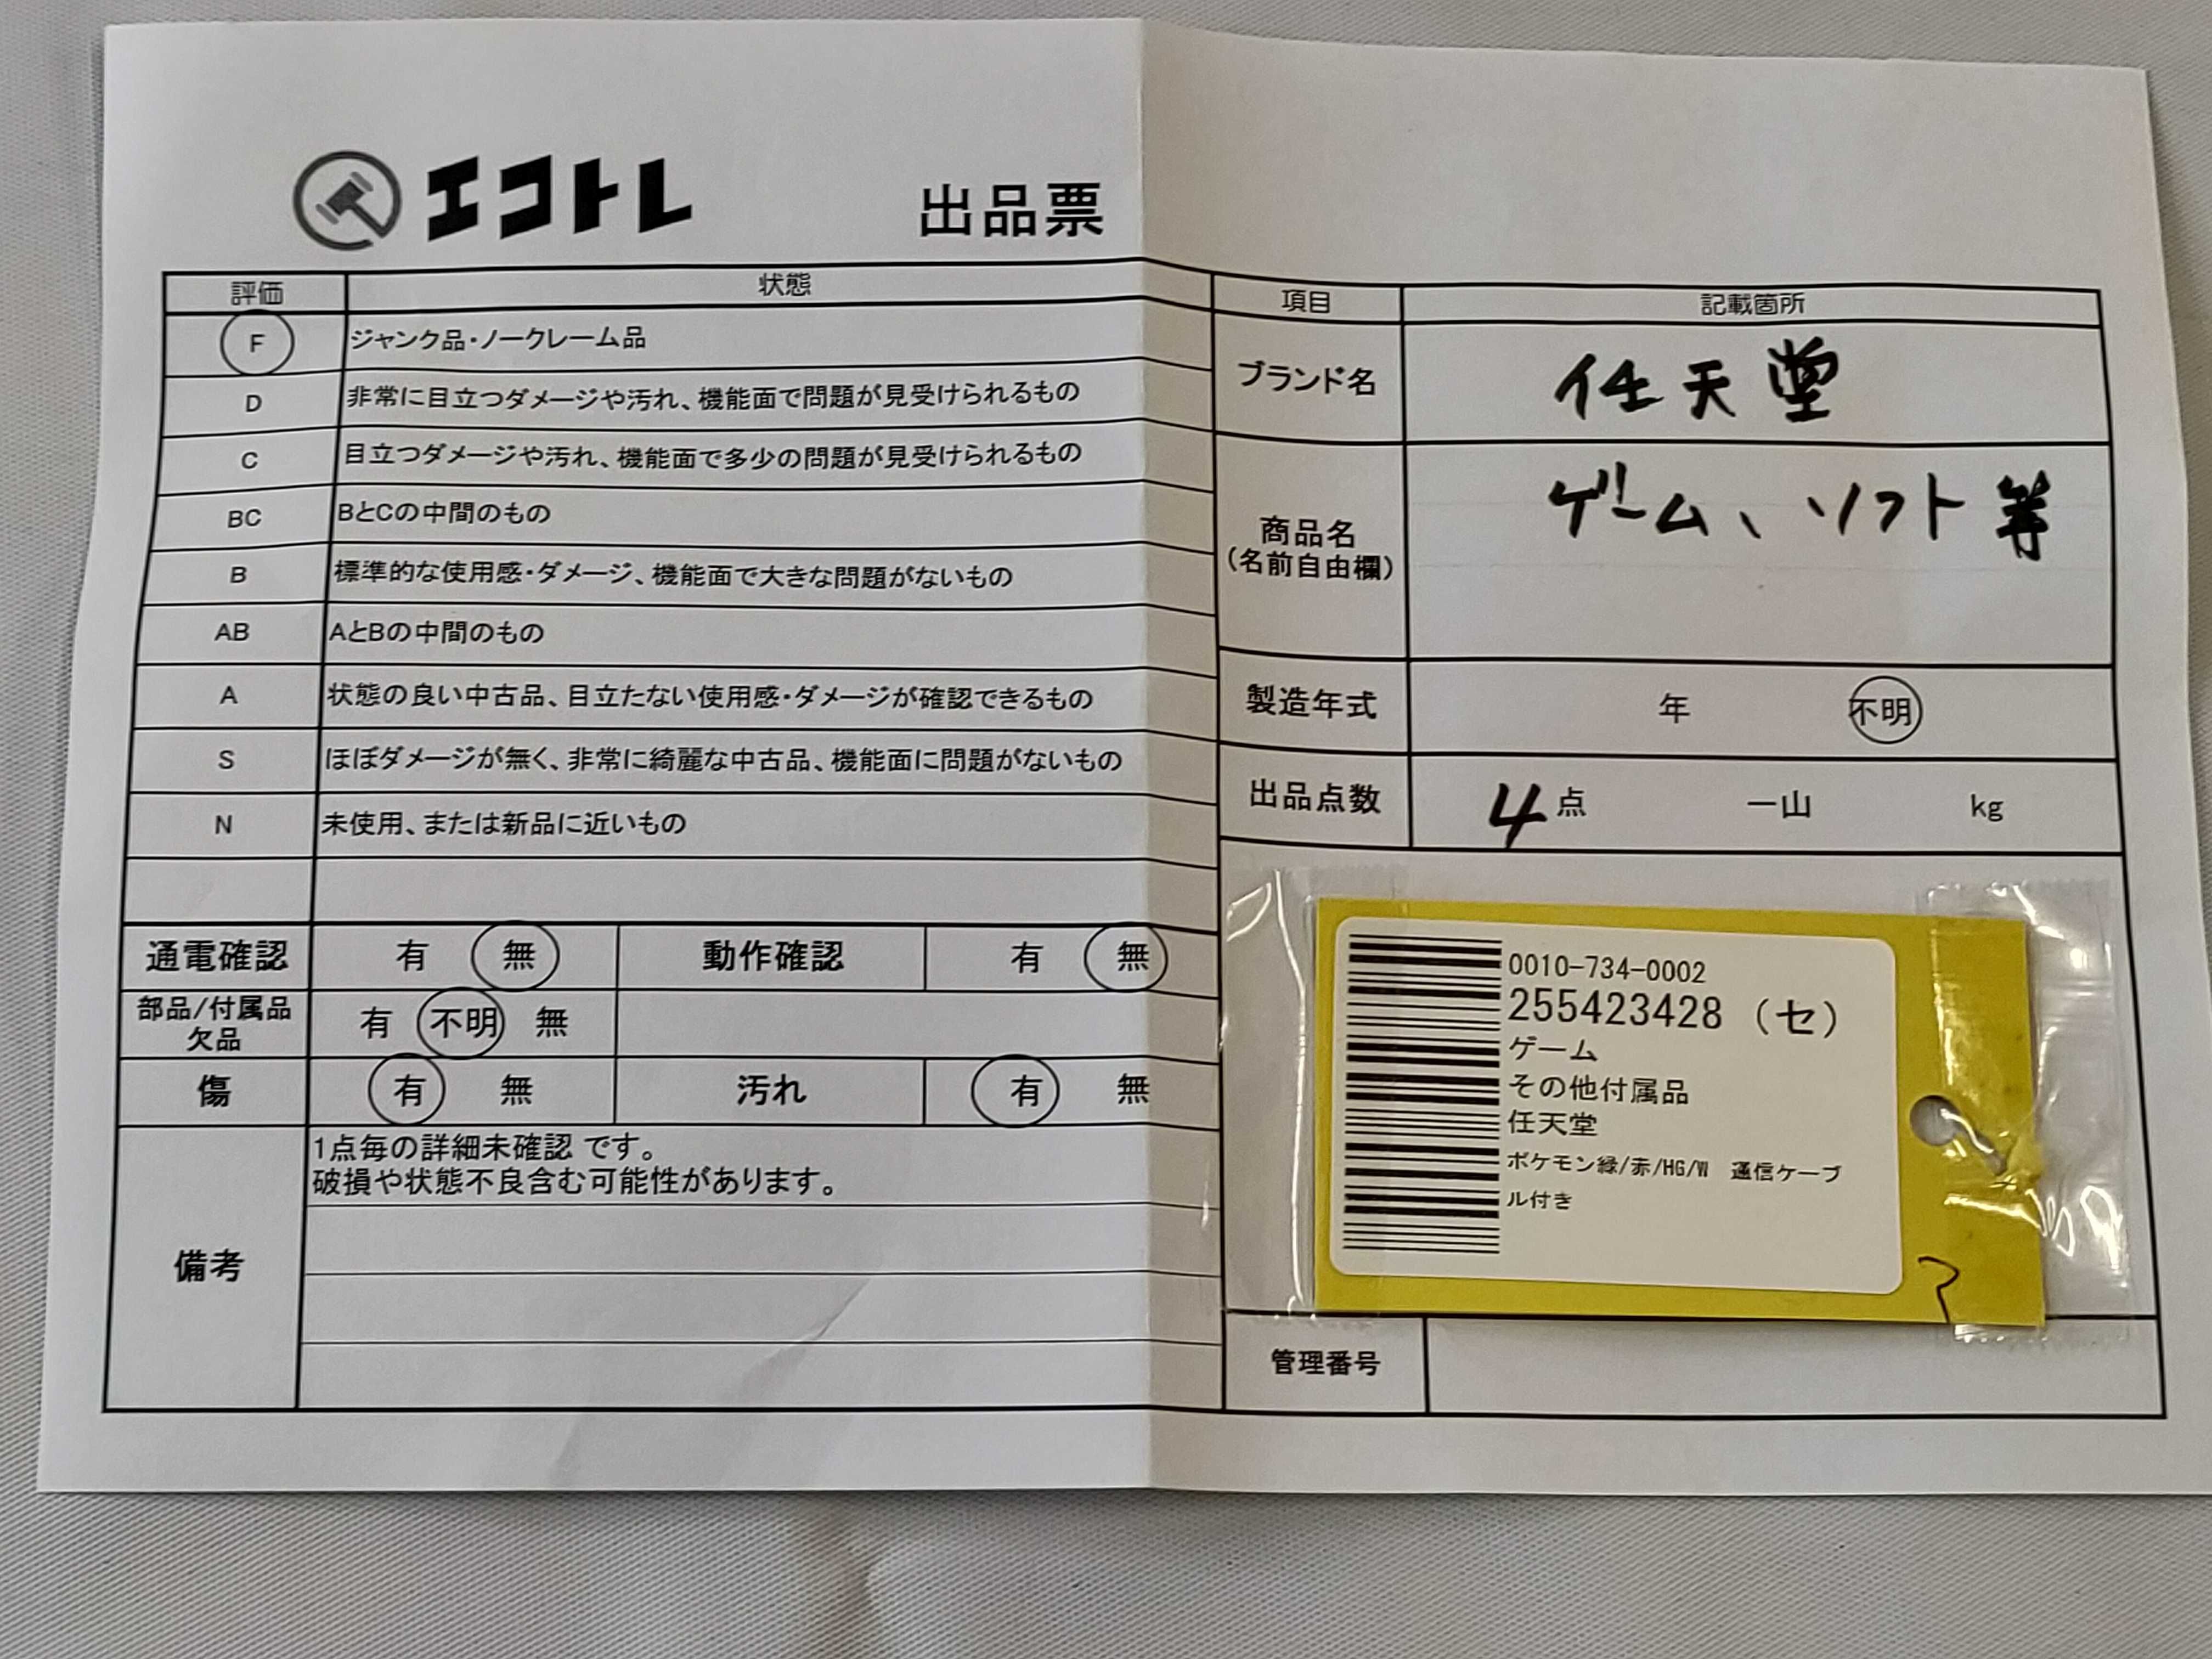 エコトレ
出品票
評価 状態
F ジャンク品・ノークレーム品
D 非常に目立つダメージや汚れ、機能面で問題が見受けられるもの
C 目立つダメージや汚れ、機能面で多少の問題が見受けられるもの
BC BとCの中間のもの
B 標準的な使用感・ダメージ、機能面で大きな問題がないもの
AB AとBの中間のもの
A 状態の良い中古品、目立たない使用感・ダメージが確認できるもの
S ほぼダメージが無く、非常に綺麗な中古品、機能面に問題がないもの
N 未使用、または新品に近いもの
通電確認 有 無 動作確認 有 無
部品/付属品
欠品
有 不明 無
傷 有 無 汚れ 有 無
備考
1点毎の詳細未確認 です。
破損や状態不良含む可能性があります。
項目 記載箇所
ブランド名 任天堂
商品名
(名前自由欄)
ゲーム、ソフト等
製造年式 年 不明
出品点数 4点 一山 kg
0010-734-0002
255423428 (セ)
ゲーム
その他付属品
任天堂
ポケモン緑/赤/HG/W 通信ケーブ
ル付き
管理番号